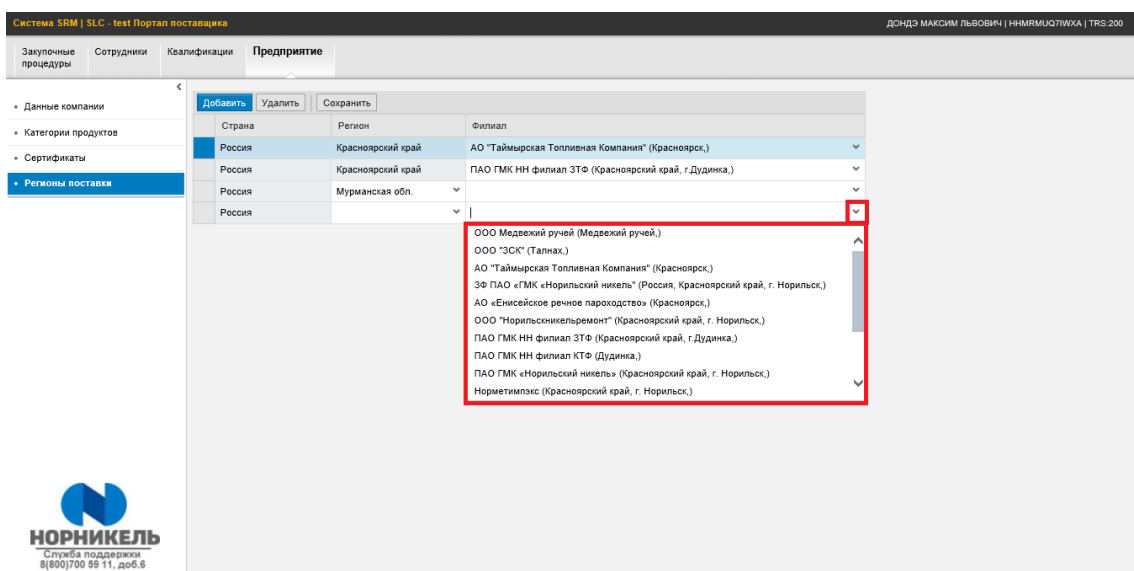 Система SRM | SLC - test Портал поставщика
ДОНДЭ МАКСИМ ЛЬВОВИЧ | HHMRMUQ7IWXA | TRS:200
Закупочные процедуры
Сотрудники
Квалификации
Предприятие
• Данные компании
• Категории продуктов
• Сертификаты
• Регионы поставки
Добавить Удалить Сохранить
Страна Регион Филиал
Россия Красноярский край АО "Таймырская Топливная Компания" (Красноярск,)
Россия Красноярский край ПАО ГМК НН филиал ЗТФ (Красноярский край, г.Дудинка,)
Россия Мурманская обл.
Россия
ООО Медвежий ручей (Медвежий ручей,)
ООО "ЗСК" (Талнах,)
АО "Таймырская Топливная Компания" (Красноярск,)
ЗФ ПАО «ГМК «Норильский никель" (Россия, Красноярский край, г. Норильск,)
АО «Енисейское речное пароходство» (Красноярск,)
ООО "Норильскникельремонт" (Красноярский край, г. Норильск,)
ПАО ГМК НН филиал ЗТФ (Красноярский край, г.Дудинка,)
ПАО ГМК НН филиал КТФ (Дудинка,)
ПАО ГМК «Норильский никель» (Красноярский край, г. Норильск,)
Норметимпэкс (Красноярский край, г. Норильск,)
НОРНИКЕЛЬ
Служба поддержки
8(800)700 59 11, доб.6